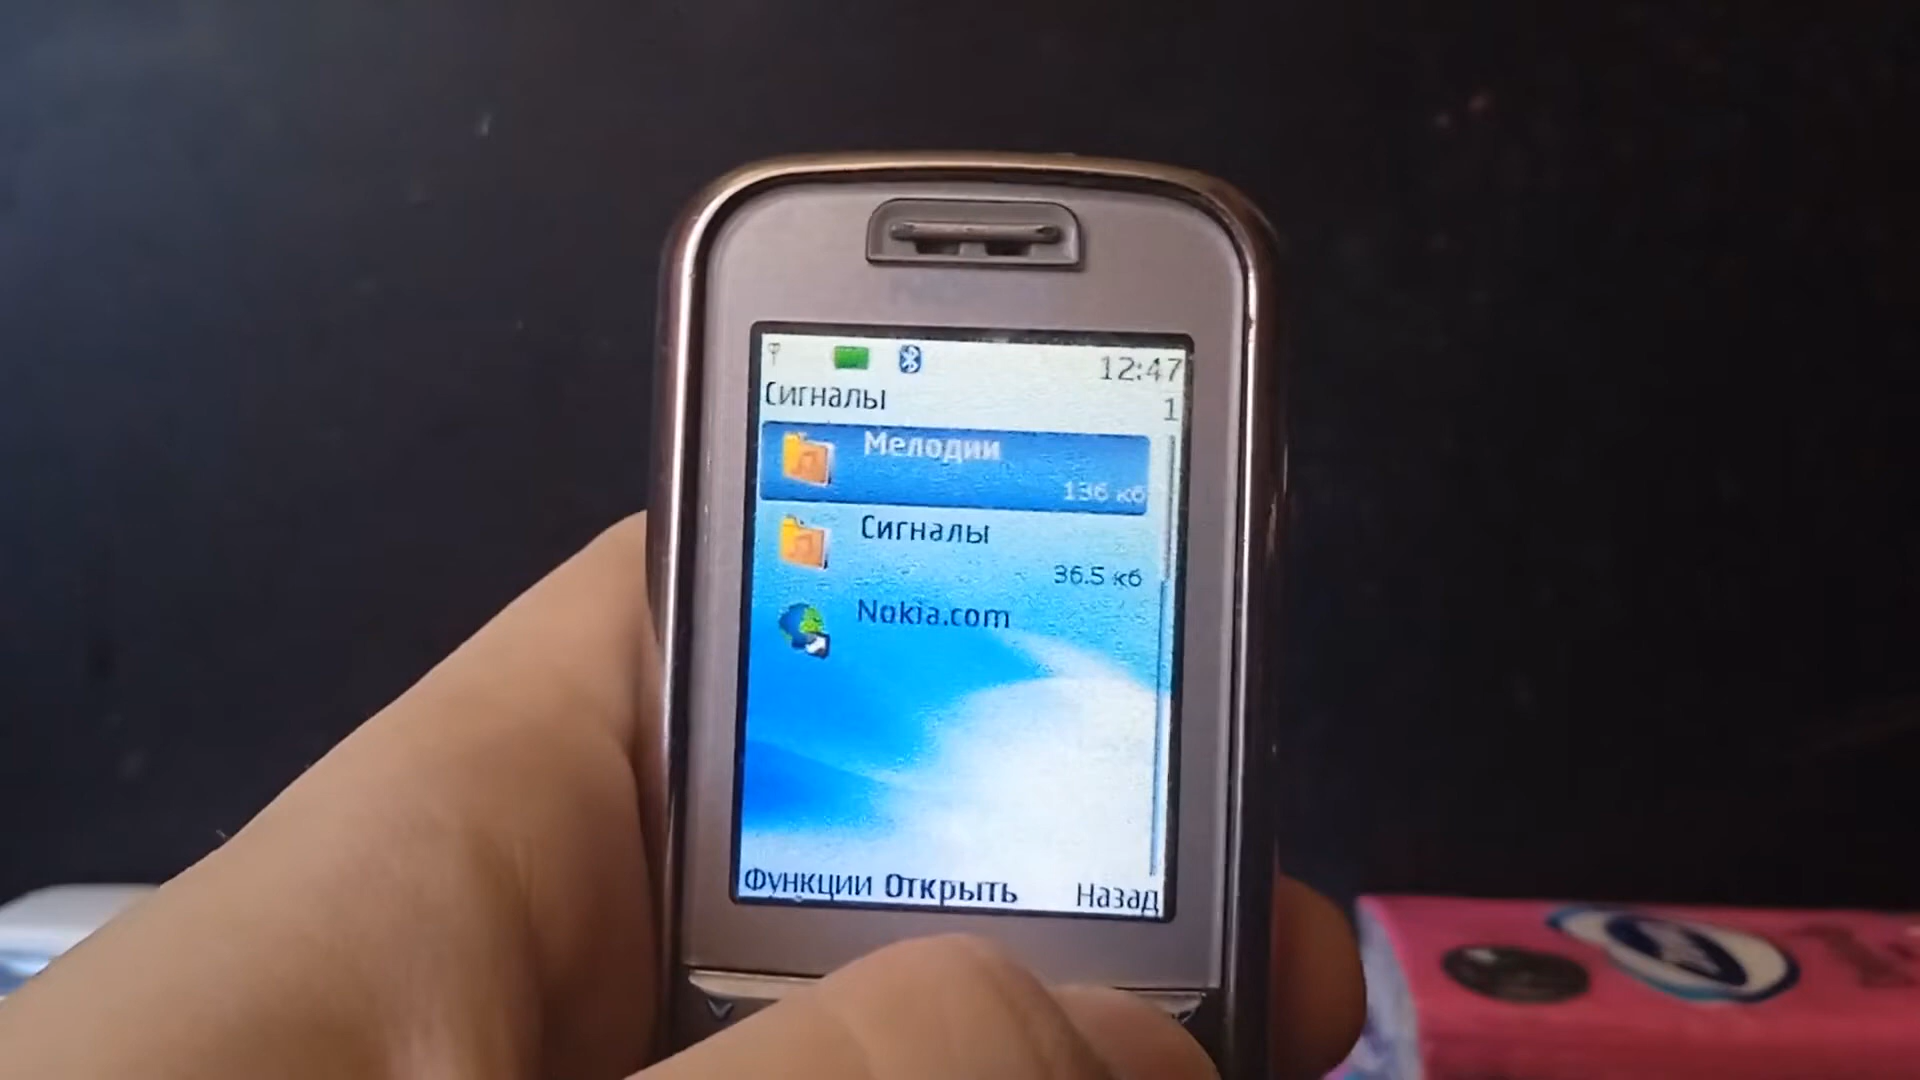 12:47
Сигналы 1
Мелодии
136 кб
Сигналы
36.5 кб
Nokia.com
Функции Открыть Назад